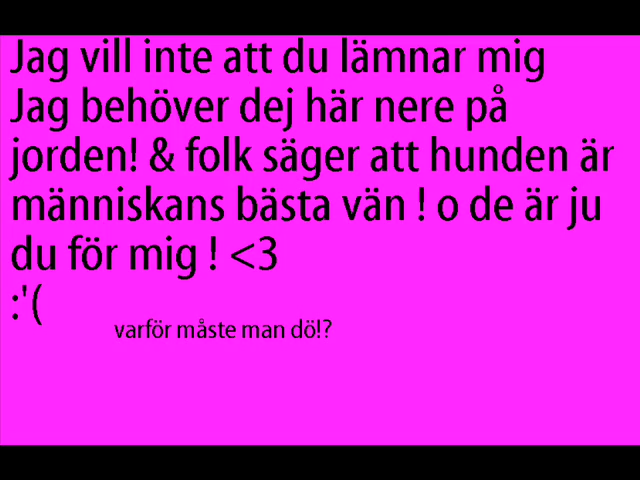 Jag vill inte att du lämnar mig
Jag behöver dej här nere på
jorden! & folk säger att hunden är
människans bästa vän ! o de är ju
du för mig ! <3
:'(
varför måste man dö!?